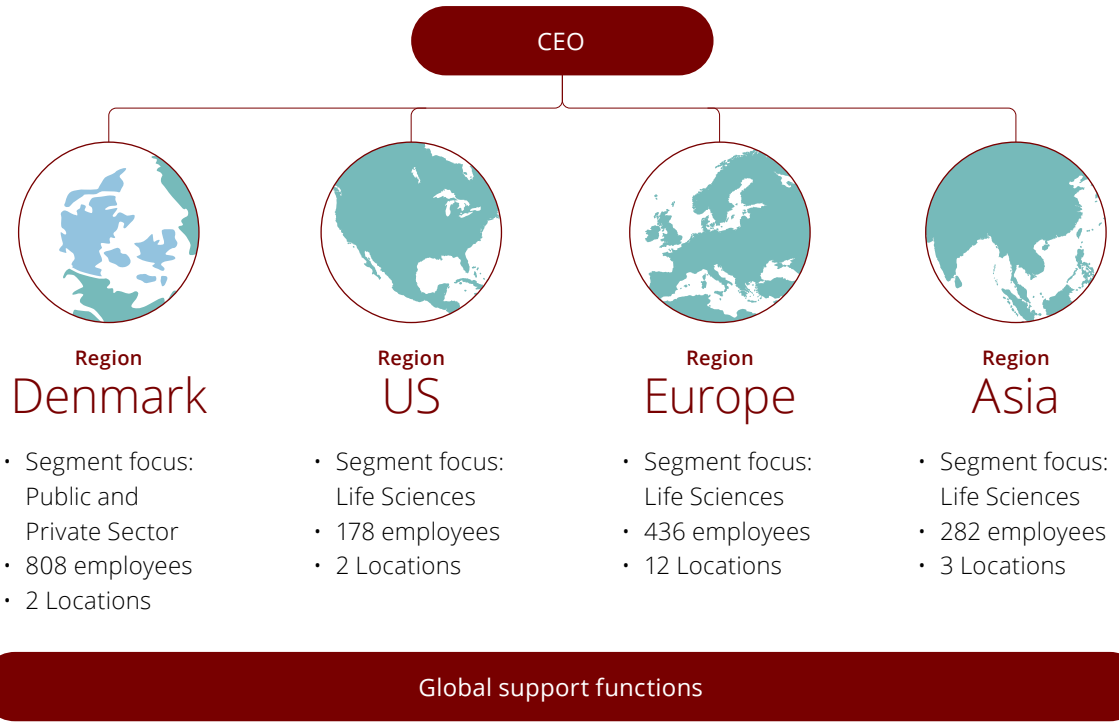 CEO
Region
Denmark
• Segment focus:
Public and
Private Sector
• 808 employees
• 2 Locations
Region
US
• Segment focus:
Life Sciences
• 178 employees
• 2 Locations
Region
Europe
• Segment focus:
Life Sciences
• 436 employees
• 12 Locations
Region
Asia
• Segment focus:
Life Sciences
• 282 employees
• 3 Locations
Global support functions